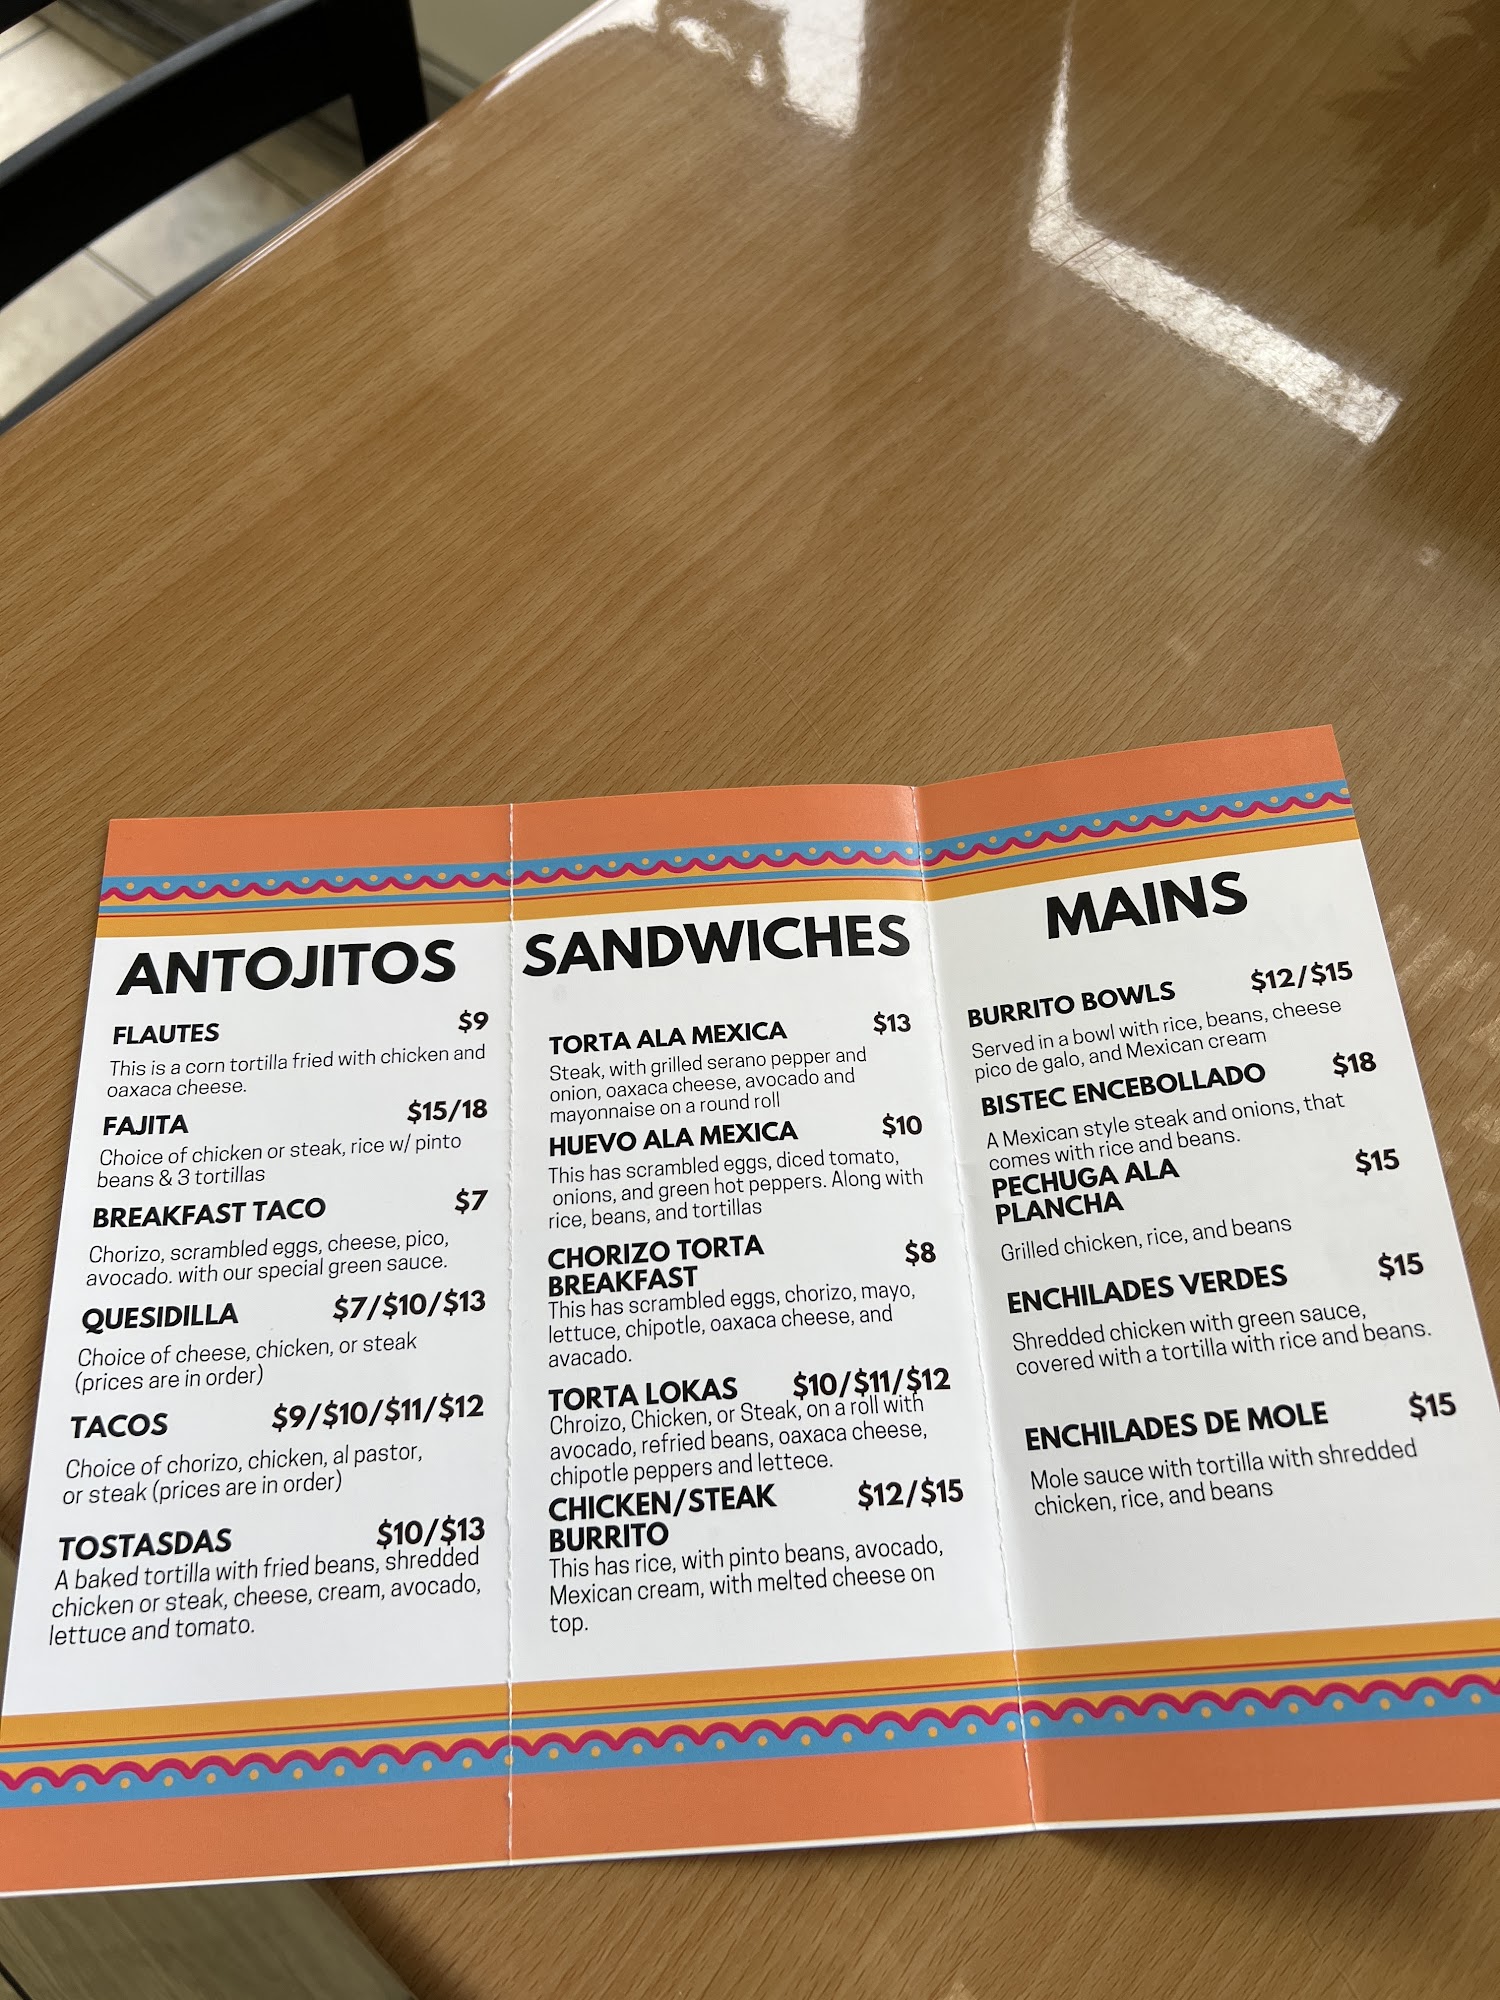 ANTOJITOS
FLAUTES $9
This is a corn tortilla fried with chicken and
oaxaca cheese.
FAJITA $15/18
Choice of chicken or steak, rice w/ pinto
beans & 3 tortillas
BREAKFAST TACO $7
Chorizo, scrambled eggs, cheese, pico,
avocado. with our special green sauce.
QUESIDILLA $7/$10/$13
Choice of cheese, chicken, or steak
(prices are in order)
TACOS $9/$10/$11/$12
Choice of chorizo, chicken, al pastor,
or steak (prices are in order)
TOSTASDAS $10/$13
A baked tortilla with fried beans, shredded
chicken or steak, cheese, cream, avocado,
lettuce and tomato.
SANDWICHES
TORTA ALA MEXICA $13
Steak, with grilled serano pepper and
onion, oaxaca cheese, avocado and
mayonnaise on a round roll
HUEVO ALA MEXICA $10
This has scrambled eggs, diced tomato,
onions, and green hot peppers. Along with
rice, beans, and tortillas
CHORIZO TORTA $8
BREAKFAST
This has scrambled eggs, chorizo, mayo,
lettuce, chipotle, oaxaca cheese, and
avacado.
TORTA LOKAS $10/$11/$12
Chroizo, Chicken, or Steak, on a roll with
avocado, refried beans, oaxaca cheese,
chipotle peppers and lettece.
CHICKEN/STEAK $12/$15
BURRITO
This has rice, with pinto beans, avocado,
Mexican cream, with melted cheese on
top.
MAINS
BURRITO BOWLS $12/$15
Served in a bowl with rice, beans, cheese
pico de galo, and Mexican cream
BISTEC ENCEBOLLADO $18
A Mexican style steak and onions, that
comes with rice and beans.
PECHUGA ALA $15
PLANCHA
Grilled chicken, rice, and beans
ENCHILADES VERDES $15
Shredded chicken with green sauce,
covered with a tortilla with rice and beans.
ENCHILADES DE MOLE $15
Mole sauce with tortilla with shredded
chicken, rice, and beans